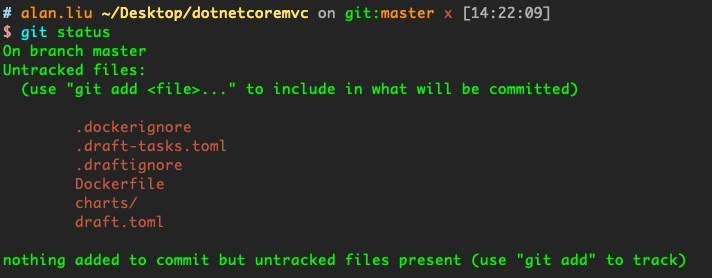 # alan.liu ~/Desktop/dotnetcoremvc on git:master x [14:22:09]
$ git status
On branch master
Untracked files:
  (use "git add <file>..." to include in what will be committed)

        .dockerignore
        .draft-tasks.toml
        .draftignore
        Dockerfile
        charts/
        draft.toml

nothing added to commit but untracked files present (use "git add" to track)